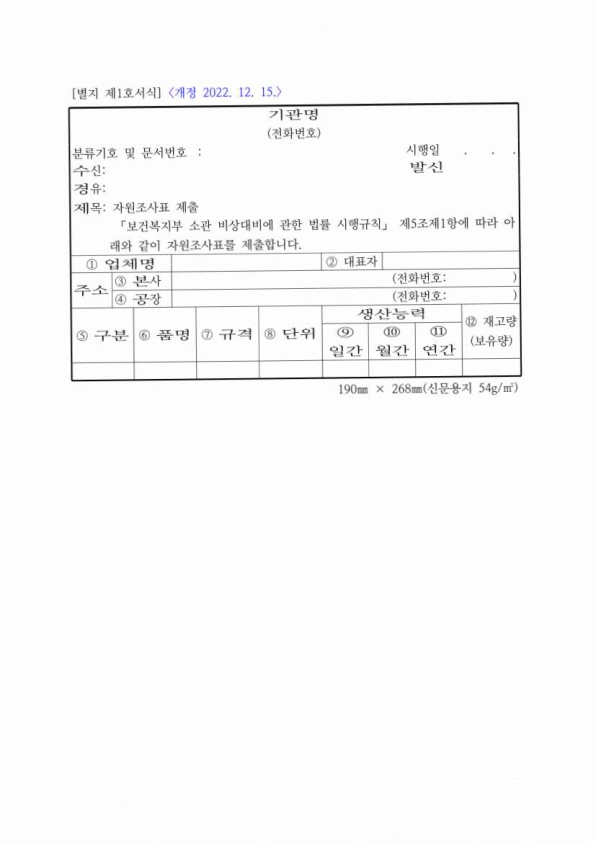 [별지 제1호서식] <개정 2022. 12. 15.>
기관명
(전화번호)
분류기호 및 문서번호 : 시행일 . . .
수신: 발신
경유:
제목: 자원조사표 제출
「보건복지부 소관 비상대비에 관한 법률 시행규칙」 제5조제1항에 따라 아
래와 같이 자원조사표를 제출합니다.
① 업체명 ② 대표자
주소 ③ 본사 (전화번호: )
④ 공장 (전화번호: )
⑤ 구분 ⑥ 품명 ⑦ 규격 ⑧ 단위 생산능력 ⑫ 재고량
(보유량)
⑨ 일간 ⑩ 월간 ⑪ 연간
190㎜ × 268㎜(신문용지 54g/㎡)